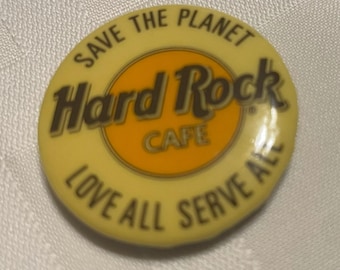 SAVE THE PLANET
Hard Rock®
CAFE
LOVE ALL SERVE ALL